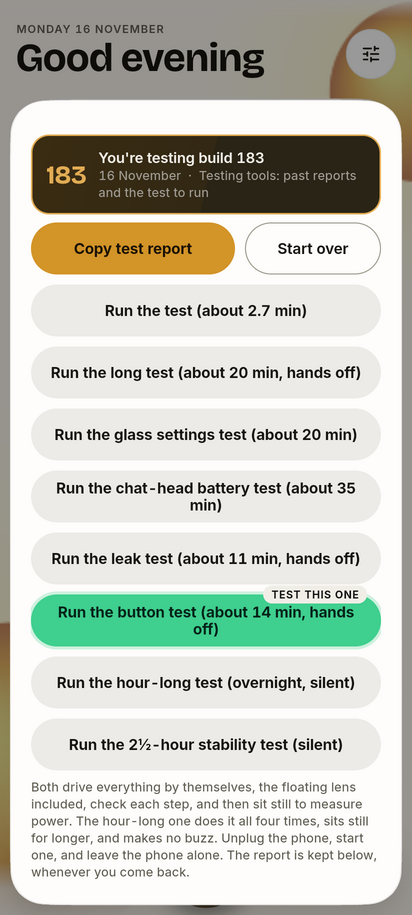 MONDAY 16 NOVEMBER
Good evening
183
You're testing build 183
16 November · Testing tools: past reports
and the test to run
Copy test report
Start over
Run the test (about 2.7 min)
Run the long test (about 20 min, hands off)
Run the glass settings test (about 20 min)
Run the chat-head battery test (about 35
min)
Run the leak test (about 11 min, hands off)
TEST THIS ONE
Run the button test (about 14 min, hands
off)
Run the hour-long test (overnight, silent)
Run the 2½-hour stability test (silent)
Both drive everything by themselves, the floating lens
included, check each step, and then sit still to measure
power. The hour-long one does it all four times, sits still
for longer, and makes no buzz. Unplug the phone, start
one, and leave the phone alone. The report is kept below,
whenever you come back.